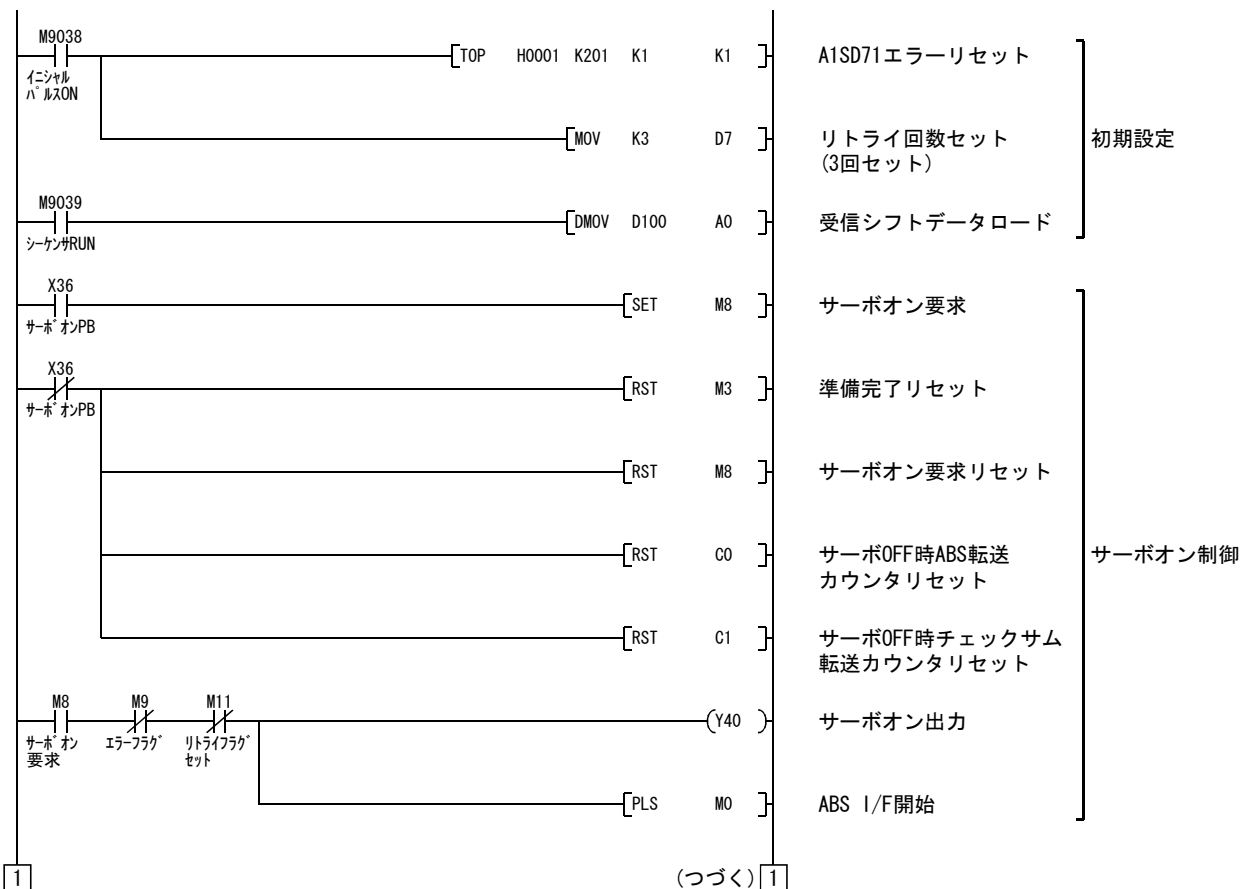 M9038
TOP H0001 K201 K1 K1 A1SD71エラーリセット
ｲﾆｼｬﾙ
ﾊﾟﾙｽON
MOV K3 D7 リトライ回数セット
(3回セット)
初期設定
M9039
DMOV D100 A0 受信シフトデータロード
ｼｰｹﾝｻRUN
X36
SET M8 サーボオン要求
ｻｰﾎﾞｵﾝPB
X36
RST M3 準備完了リセット
ｻｰﾎﾞｵﾝPB
RST M8 サーボオン要求リセット
RST C0 サーボOFF時ABS転送
カウンタリセット
サーボオン制御
RST C1 サーボOFF時チェックサム
転送カウンタリセット
M8 M9 M11
Y40 サーボオン出力
ｻｰﾎﾞｵﾝ ｴﾗｰﾌﾗｸﾞ ﾘﾄﾗｲﾌﾗｸﾞ
要求 ｾｯﾄ
PLS M0 ABS I/F開始
1 (つづく) 1